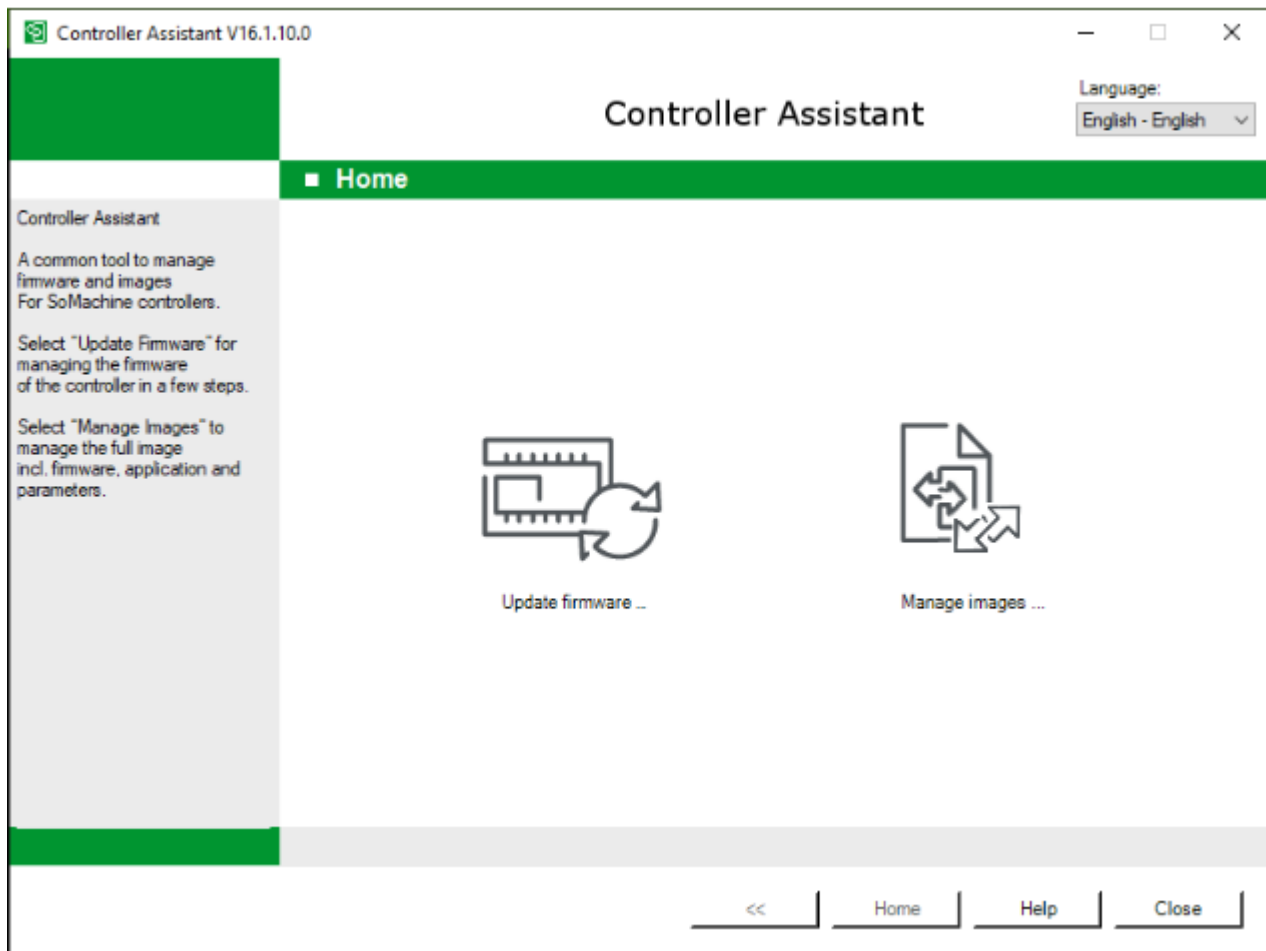 Controller Assistant V16.1.10.0
Controller Assistant
Language:
English - English
Home
Controller Assistant
A common tool to manage
firmware and images
For SoMachine controllers.
Select "Update Firmware" for
managing the firmware
of the controller in a few steps.
Select "Manage Images" to
manage the full image
incl. firmware, application and
parameters.
Update firmware ...
Manage images ...
<<
Home
Help
Close